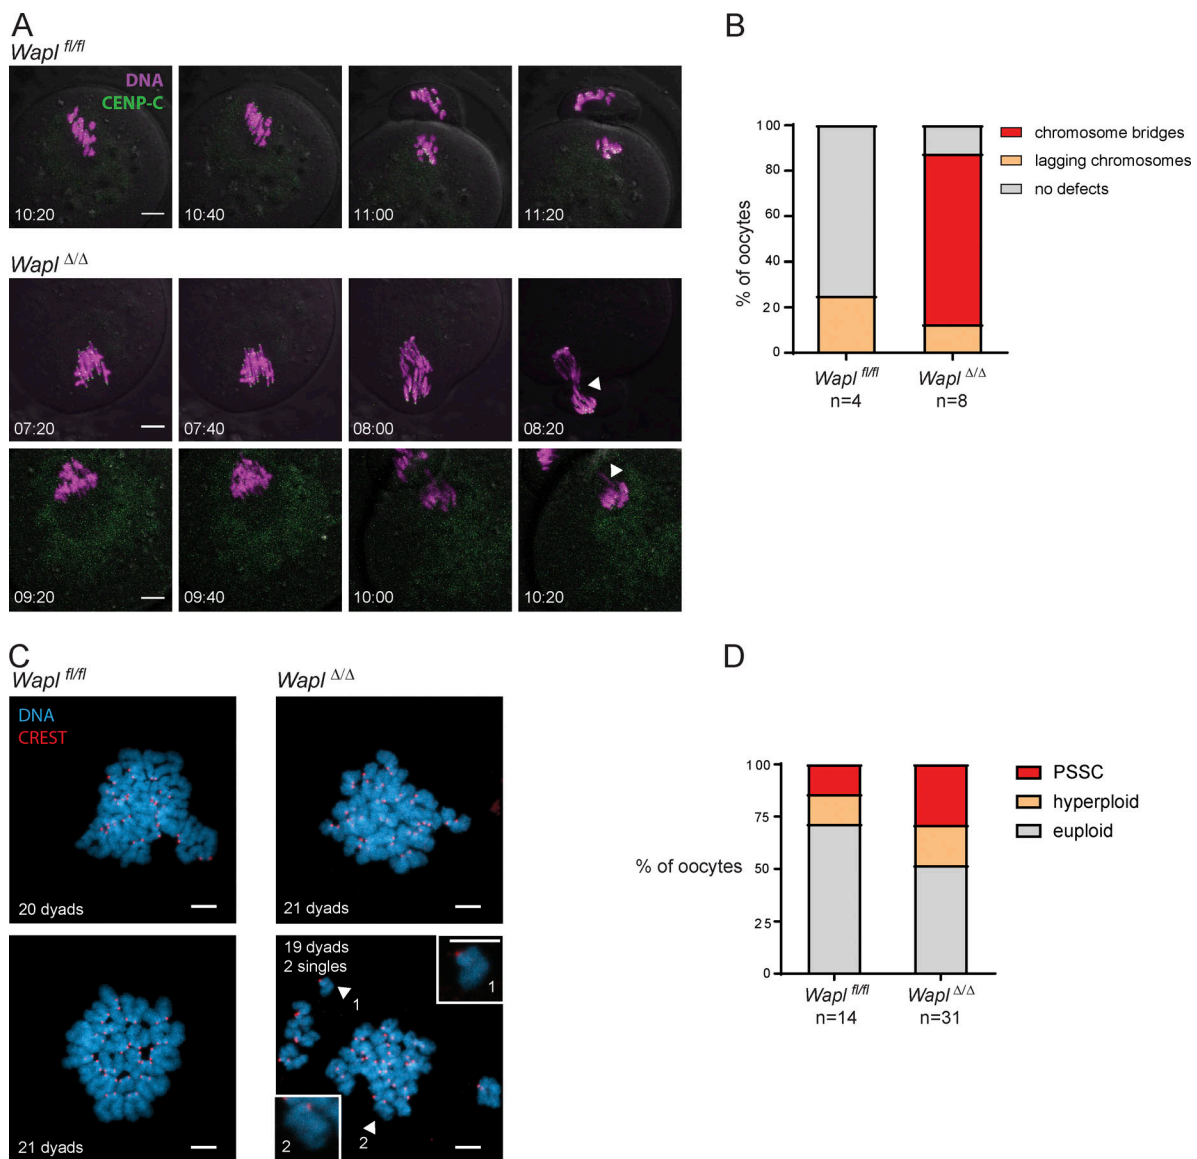 A
Wapl fl/fl
DNA
CENP-C
10:20
10:40
11:00
11:20
Wapl Δ/Δ
07:20
07:40
08:00
08:20
09:20
09:40
10:00
10:20
B
100
80
60
40
20
0
% of oocytes
Wapl fl/fl
n=4
Wapl Δ/Δ
n=8
chromosome bridges
lagging chromosomes
no defects
C
Wapl fl/fl
DNA
CREST
20 dyads
Wapl Δ/Δ
21 dyads
21 dyads
19 dyads
2 singles
1
1
2
2
D
100
75
50
25
0
% of oocytes
Wapl fl/fl
n=14
Wapl Δ/Δ
n=31
PSSC
hyperploid
euploid